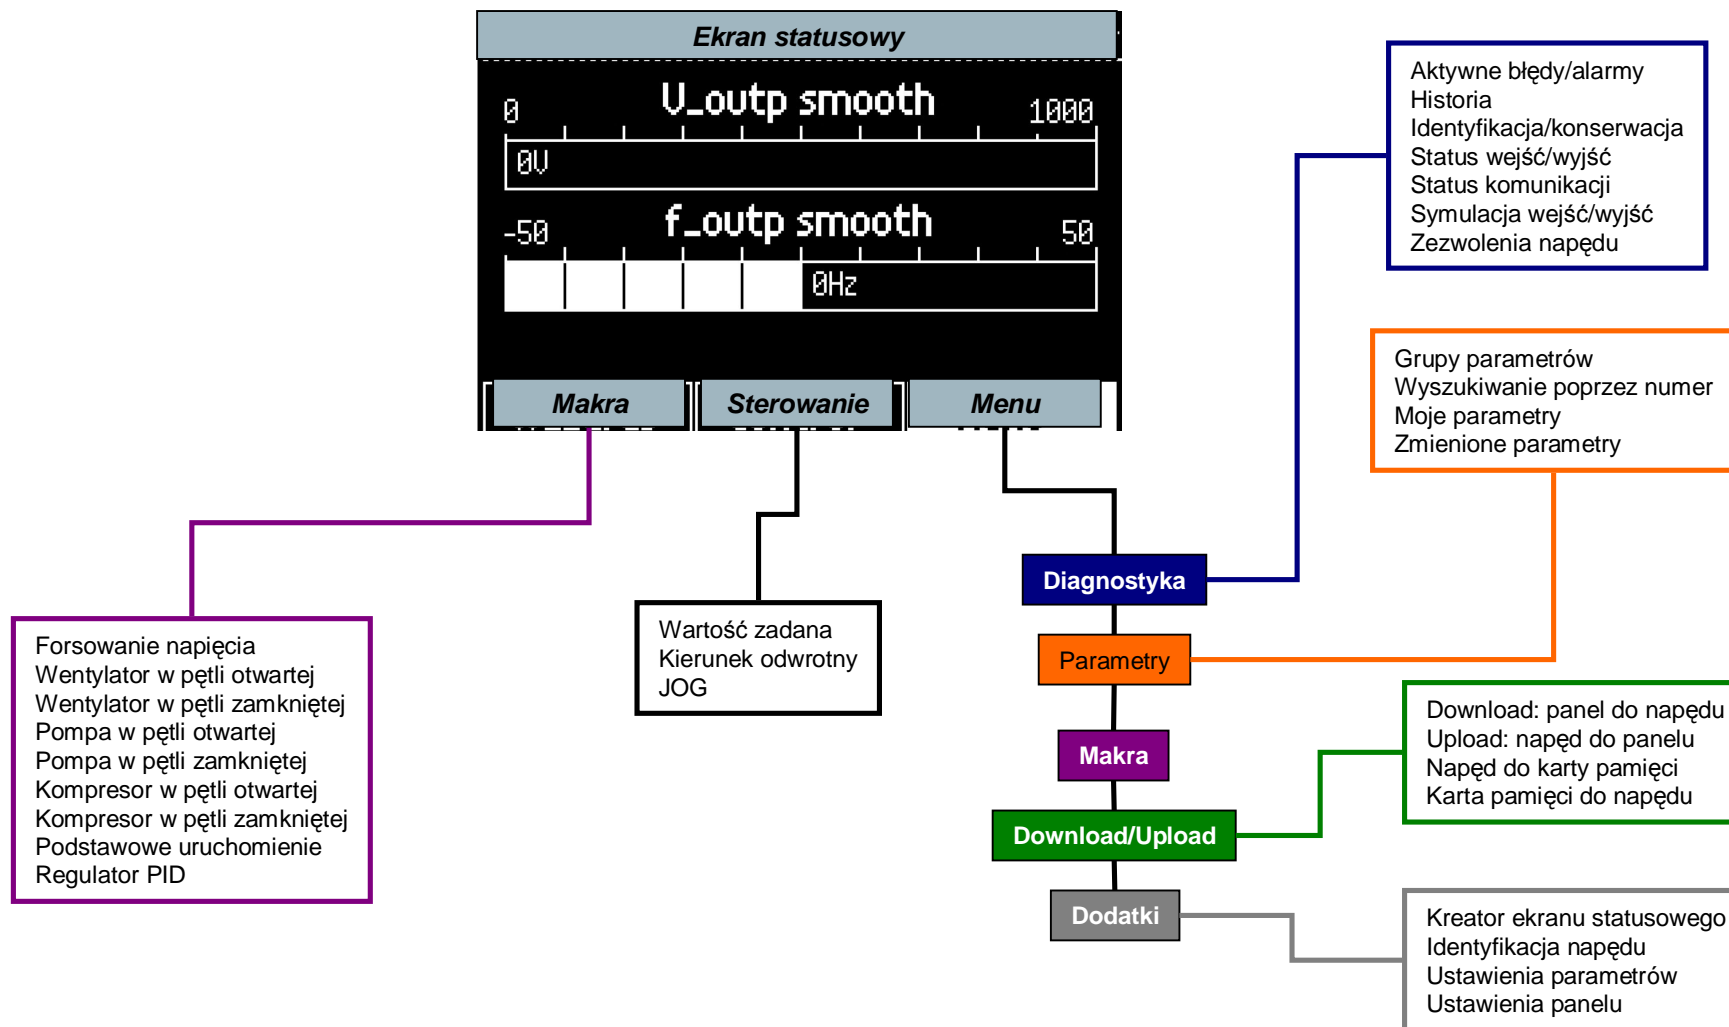 Ekran statusowy
V_outp smooth
0
1000
0V
f_outp smooth
-50
50
0Hz
Makra
Sterowanie
Menu
Aktywne błędy/alarmy
Historia
Identyfikacja/konserwacja
Status wejść/wyjść
Status komunikacji
Symulacja wejść/wyjść
Zezwolenia napędu
Grupy parametrów
Wyszukiwanie poprzez numer
Moje parametry
Zmienione parametry
Diagnostyka
Parametry
Makra
Download/Upload
Dodatki
Forsowanie napięcia
Wentylator w pętli otwartej
Wentylator w pętli zamkniętej
Pompa w pętli otwartej
Pompa w pętli zamkniętej
Kompresor w pętli otwartej
Kompresor w pętli zamkniętej
Podstawowe uruchomienie
Regulator PID
Wartość zadana
Kierunek odwrotny
JOG
Download: panel do napędu
Upload: napęd do panelu
Napęd do karty pamięci
Karta pamięci do napędu
Kreator ekranu statusowego
Identyfikacja napędu
Ustawienia parametrów
Ustawienia panelu